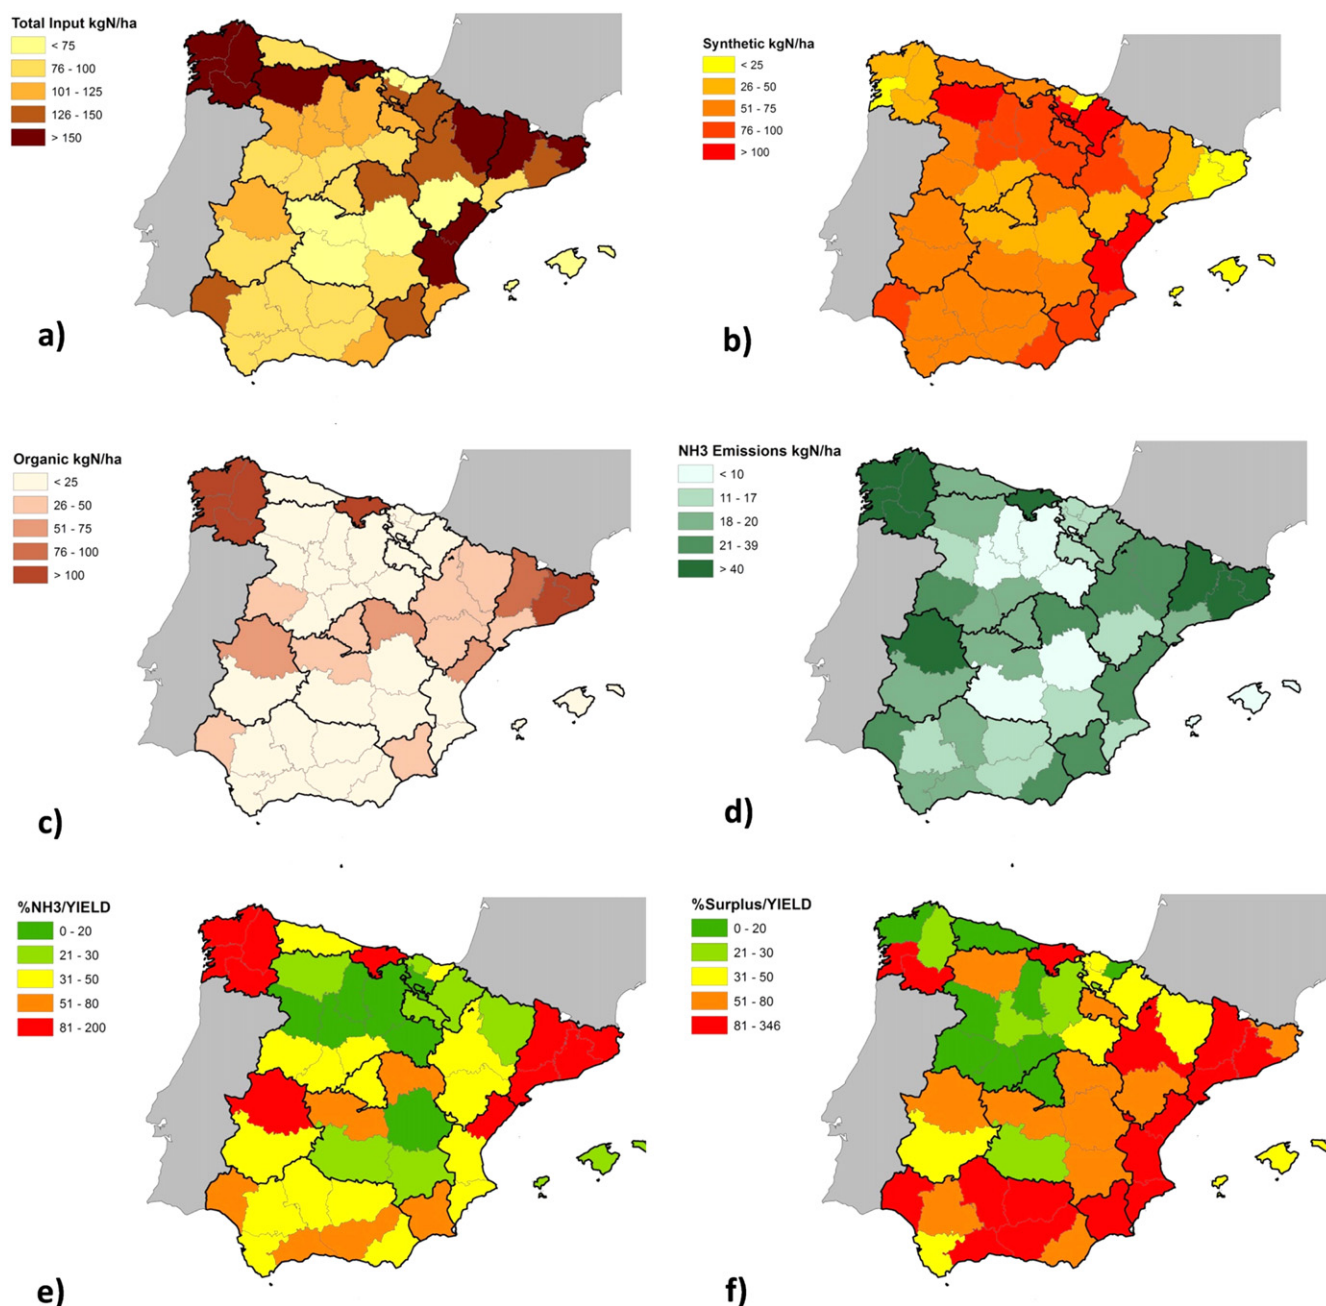 Total Input kgN/ha
< 75
76 - 100
101 - 125
126 - 150
> 150
a)
Synthetic kgN/ha
< 25
26 - 50
51 - 75
76 - 100
> 100
b)
Organic kgN/ha
< 25
26 - 50
51 - 75
76 - 100
> 100
c)
NH3 Emissions kgN/ha
< 10
11 - 17
18 - 20
21 - 39
> 40
d)
%NH3/YIELD
0 - 20
21 - 30
31 - 50
51 - 80
81 - 200
e)
%Surplus/YIELD
0 - 20
21 - 30
31 - 50
51 - 80
81 - 346
f)